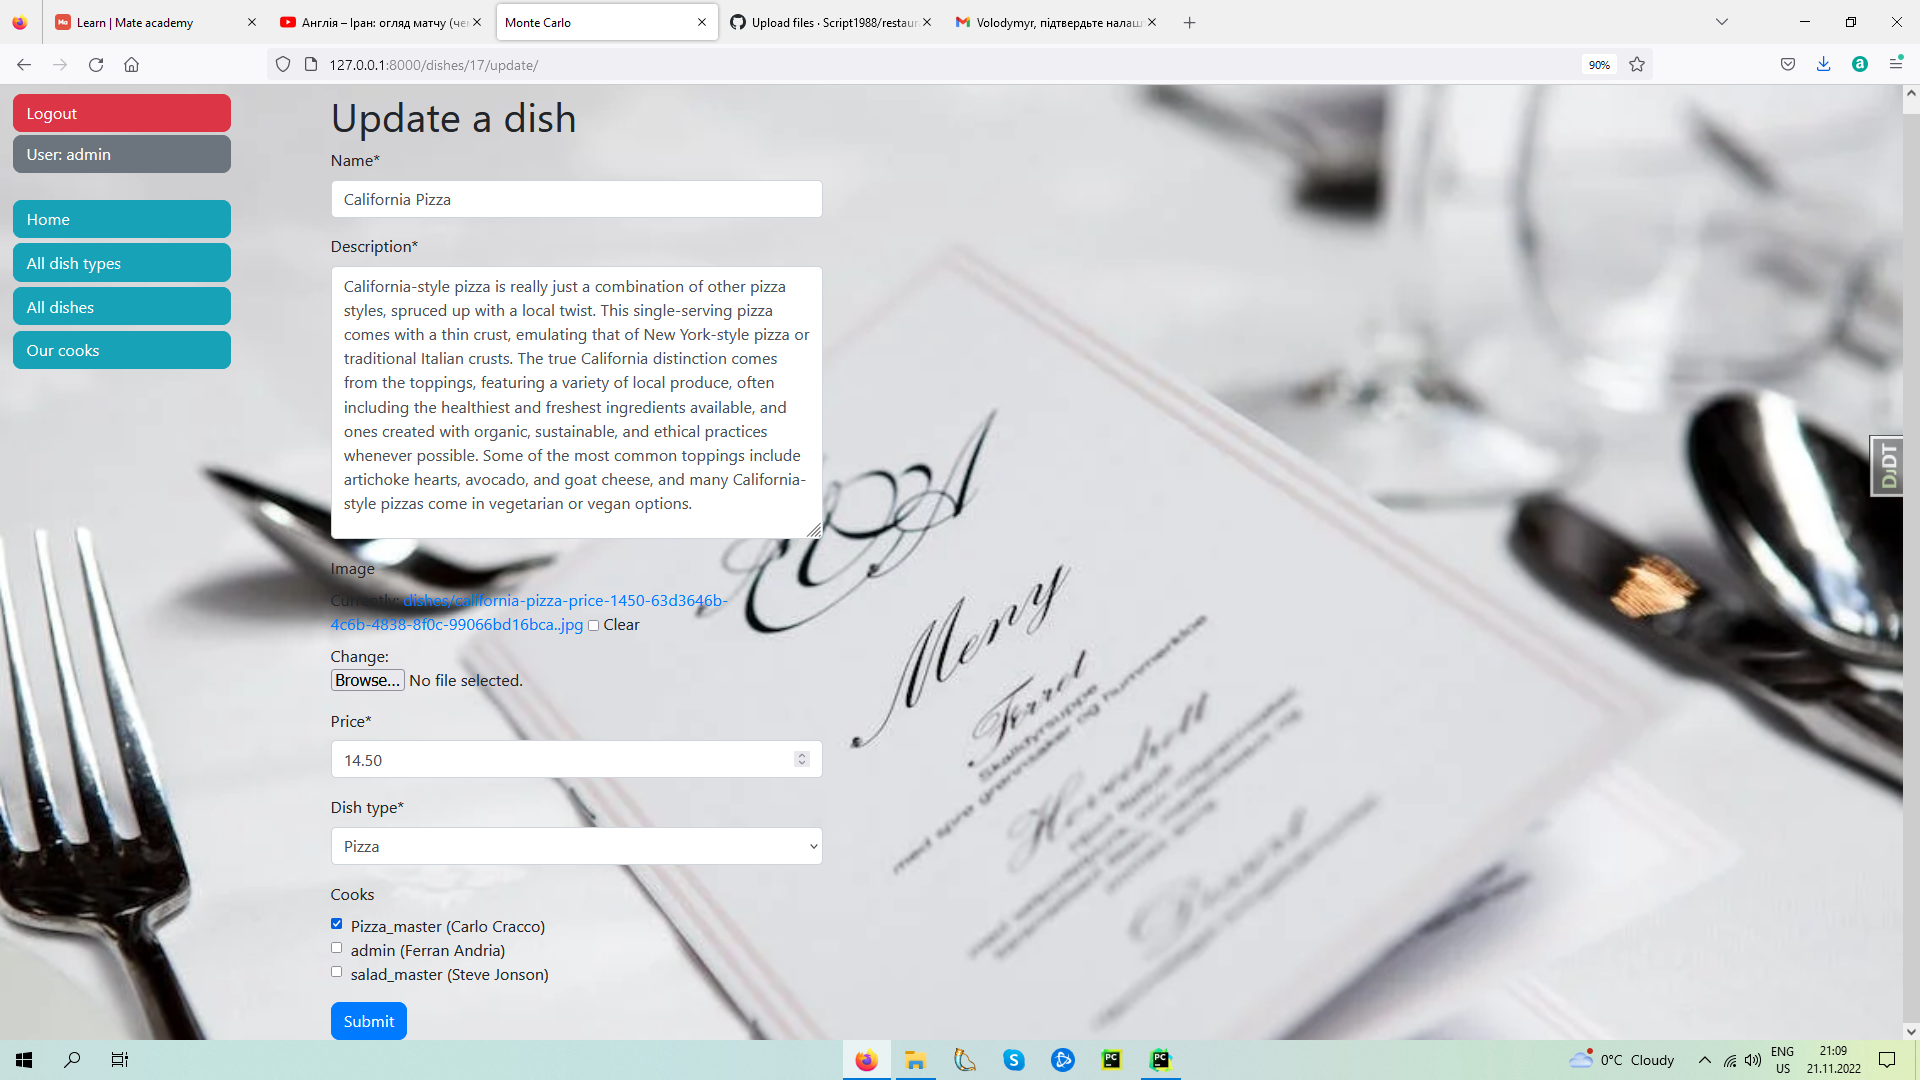 Learn | Mate academy
Англія – Іран: огляд матчу (че
Monte Carlo
Upload files · Script1988/restau
Volodymyr, підтвердьте налаш
127.0.0.1:8000/dishes/17/update/
90%
Logout
User: admin
Home
All dish types
All dishes
Our cooks
Update a dish
Name*
California Pizza
Description*
California-style pizza is really just a combination of other pizza
styles, spruced up with a local twist. This single-serving pizza
comes with a thin crust, emulating that of New York-style pizza or
traditional Italian crusts. The true California distinction comes
from the toppings, featuring a variety of local produce, often
including the healthiest and freshest ingredients available, and
ones created with organic, sustainable, and ethical practices
whenever possible. Some of the most common toppings include
artichoke hearts, avocado, and goat cheese, and many California-
style pizzas come in vegetarian or vegan options.
Image
Currently: dishes/california-pizza-price-1450-63d3646b-
4c6b-4838-8f0c-99066bd16bca..jpg Clear
Change:
Browse... No file selected.
Price*
14.50
Dish type*
Pizza
Cooks
Pizza_master (Carlo Cracco)
admin (Ferran Andria)
salad_master (Steve Jonson)
Submit
DJDT
Meny
Forret
Skalldyrsuppe
Hovedrett
Dessert
0°C Cloudy
ENG
US
21:09
21.11.2022